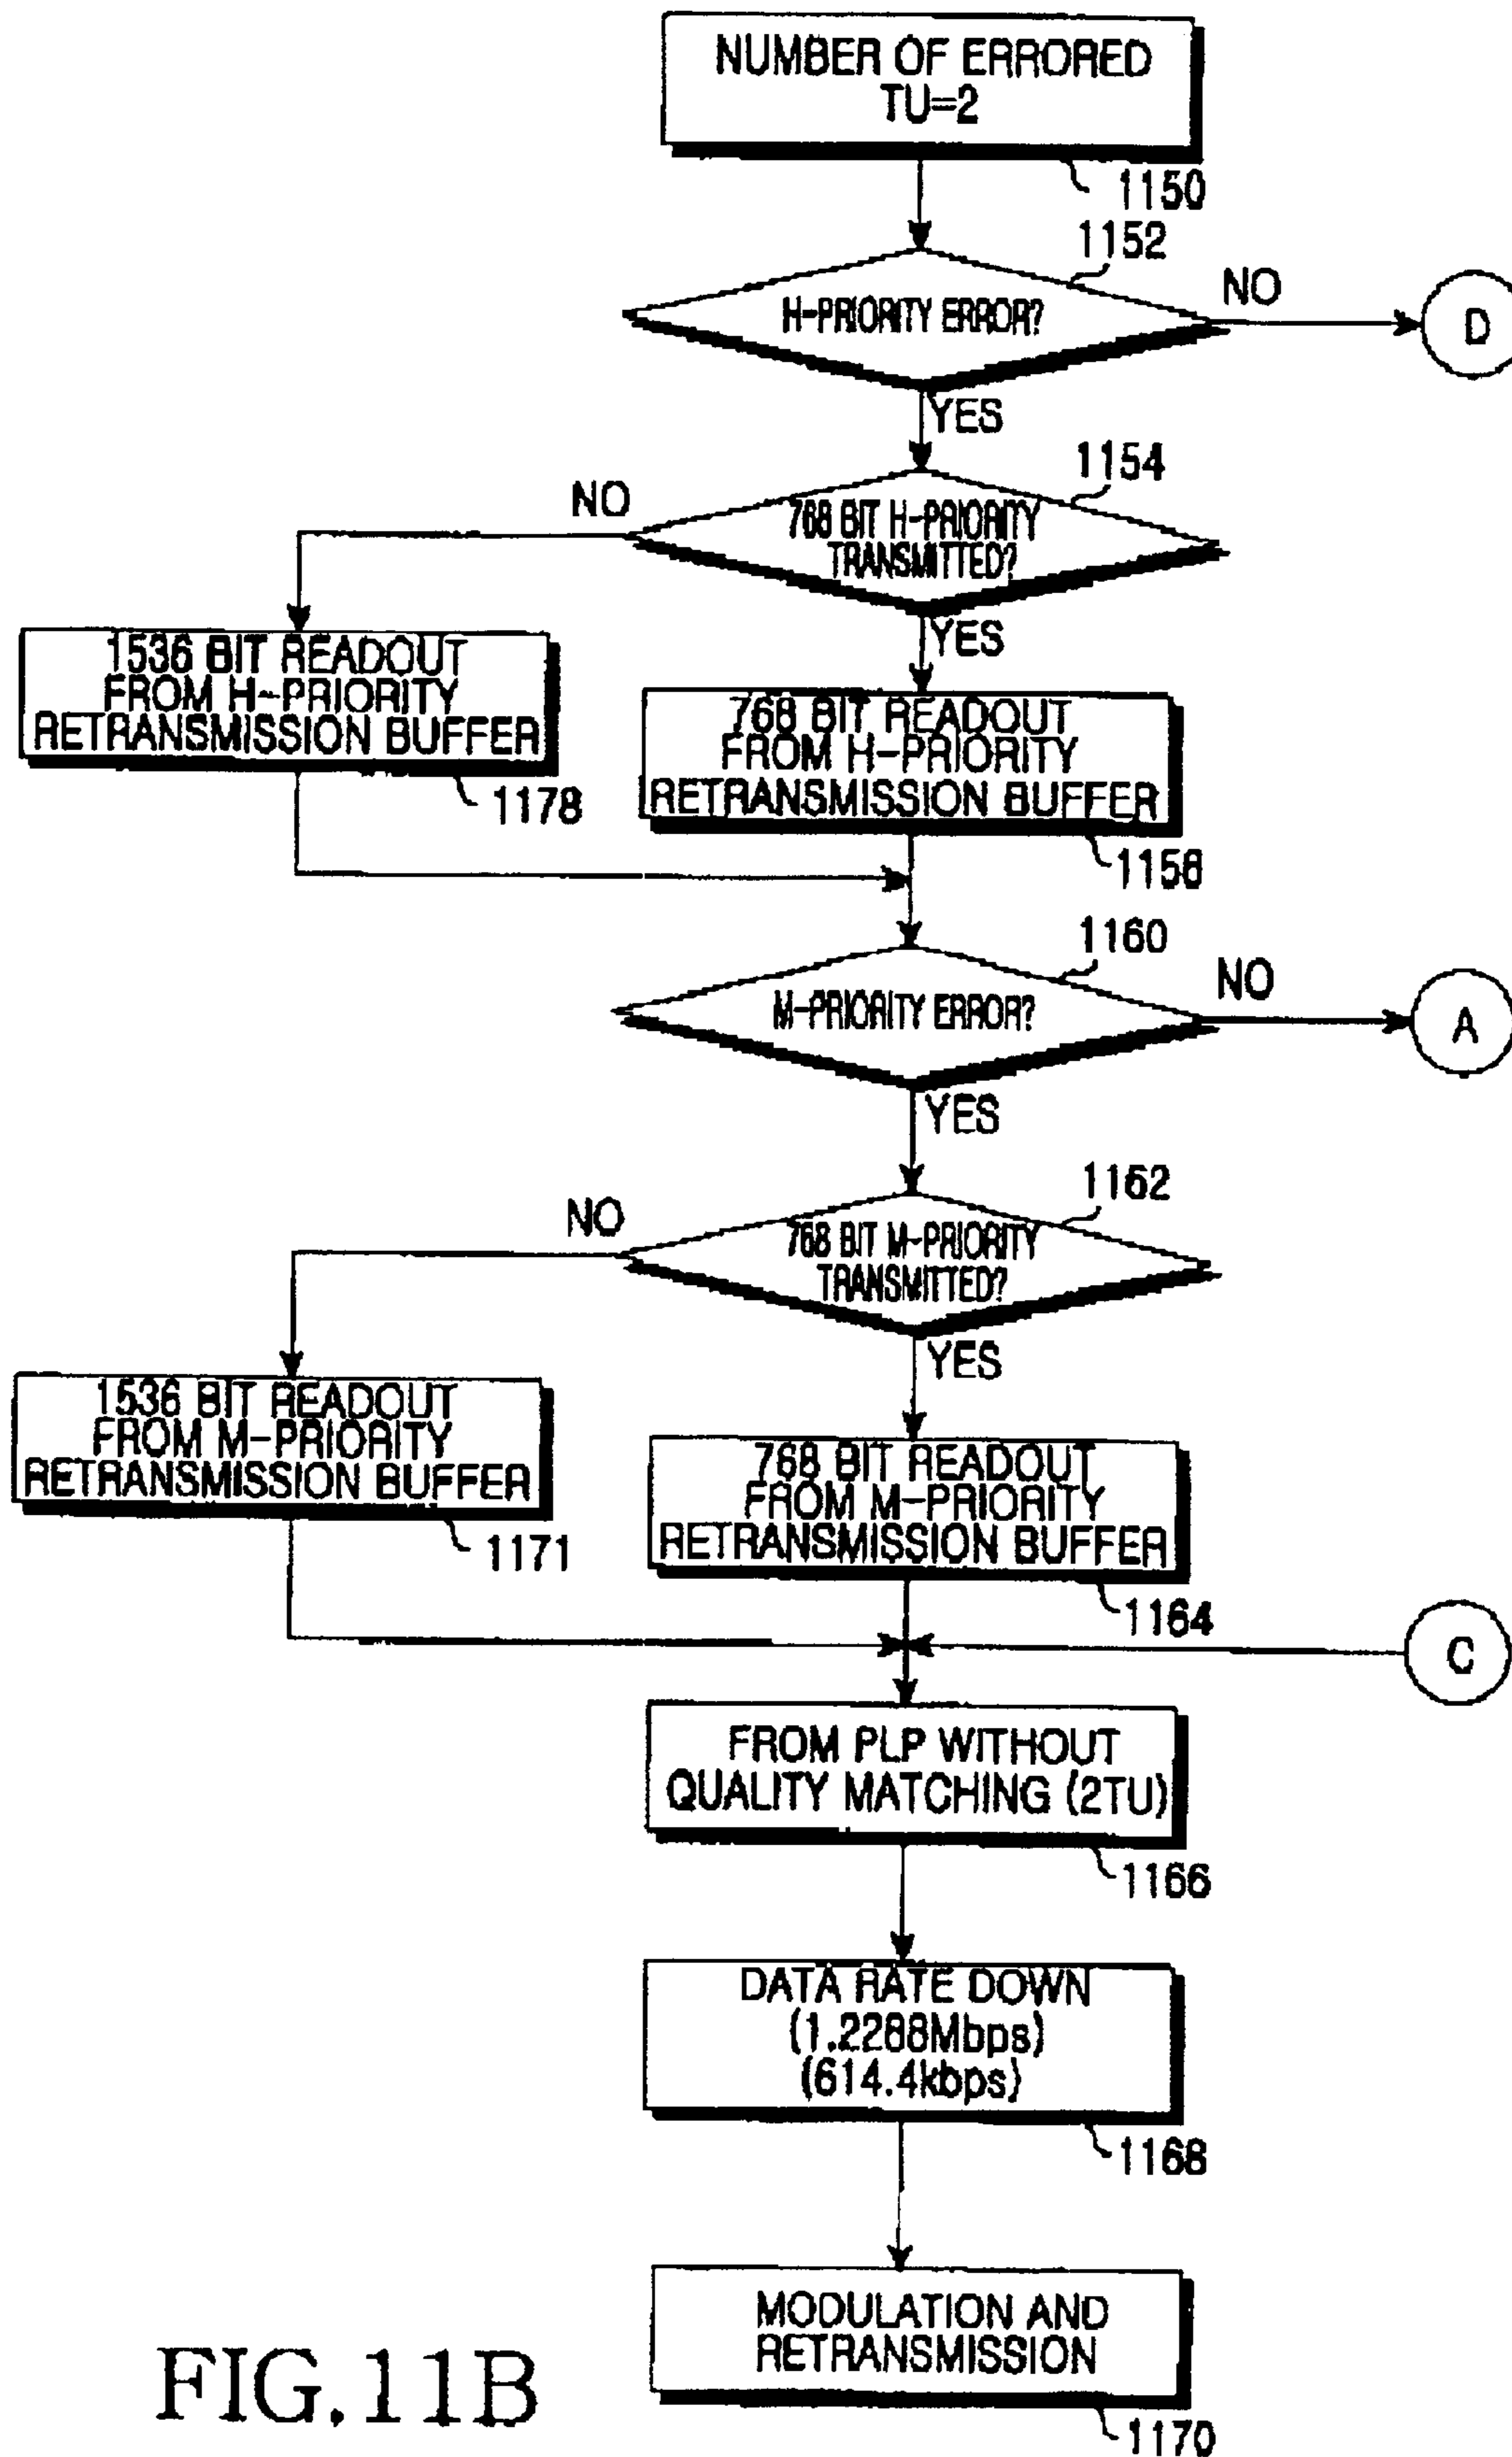 NUMBER OF ERRORED
TU=2
1150
1152
H-PRIORITY ERROR?
NO
D
YES
1154
NO
768 BIT H-PRIORITY
TRANSMITTED?
YES
1536 BIT READOUT
FROM H-PRIORITY
RETRANSMISSION BUFFER
1178
768 BIT READOUT
FROM H-PRIORITY
RETRANSMISSION BUFFER
1158
1160
M-PRIORITY ERROR?
NO
A
YES
1162
NO
768 BIT M-PRIORITY
TRANSMITTED?
YES
1536 BIT READOUT
FROM M-PRIORITY
RETRANSMISSION BUFFER
1171
768 BIT READOUT
FROM M-PRIORITY
RETRANSMISSION BUFFER
1164
C
FROM PLP WITHOUT
QUALITY MATCHING (2TU)
1166
DATA RATE DOWN
(1.2288Mbps)
(614.4kbps)
1168
MODULATION AND
RETRANSMISSION
1170
FIG.11B